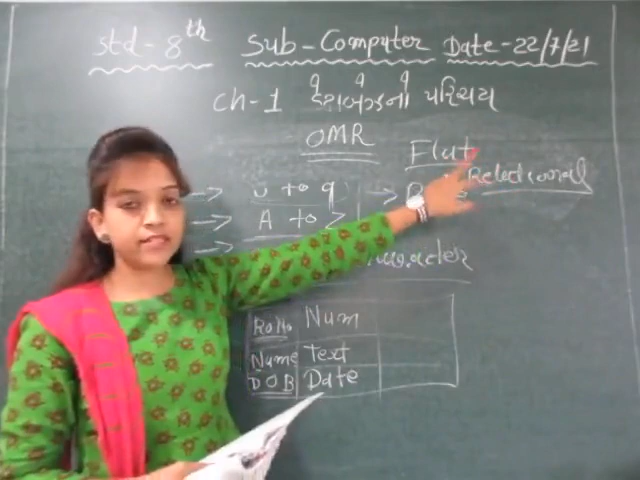 Std-8th Sub-Computer Date-22/7/21
Ch-1 ડેટાબેઝનો પરિચય
OMR
Flat
Relational
→ 0 to 9 →
→ A to Z
→
Ro No Num
Name Text
DOB Date